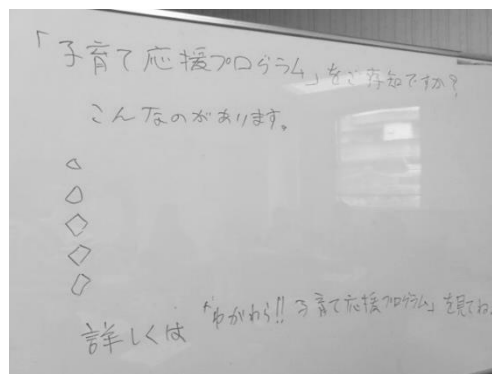 「子育て応援プログラム」をご存知ですか?
こんなのがあります。
詳しくは「わがわら!!子育て応援プログラム」を見てね。